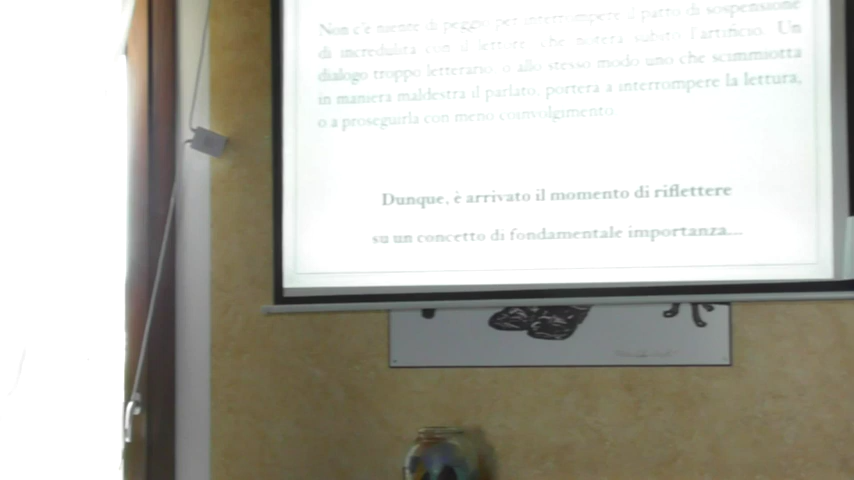 Non c'è niente di peggio per interrompere il patto di sospensione
di incredulità con il lettore, che noterà subito l'artificio. Un
dialogo troppo letterario, o allo stesso modo uno che scimmiotta
in maniera maldestra il parlato, porterà a interrompere la lettura,
o a proseguirla con meno coinvolgimento.
Dunque, è arrivato il momento di riflettere
su un concetto di fondamentale importanza...